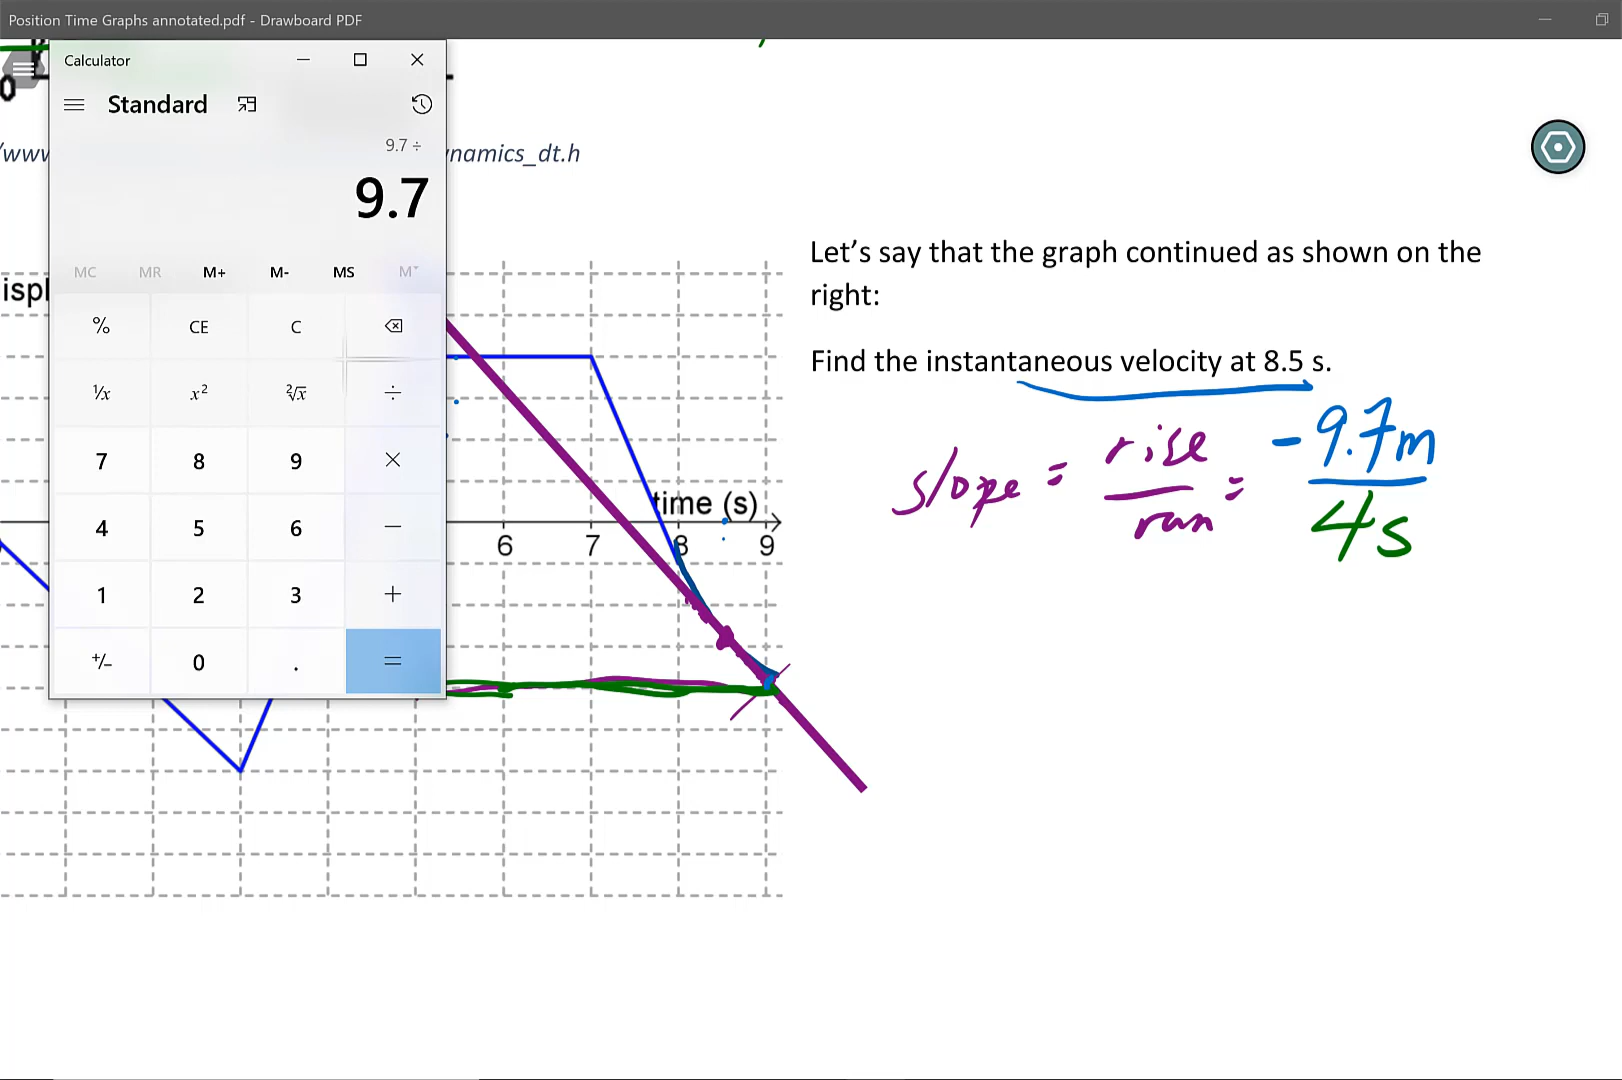 Position Time Graphs annotated.pdf - Drawboard PDF
Calculator
Standard
9.7 ÷
9.7
MC MR M+ M- MS M˅
% CE C
¹/x x² ²√x ÷
7 8 9 ×
4 5 6 −
1 2 3 +
+/− 0 . =
0
/www
namics_dt.h
ispl
time (s)
6 7 8 9
Let’s say that the graph continued as shown on the
right:
Find the instantaneous velocity at 8.5 s.
slope = rise = -9.7m
run 4s